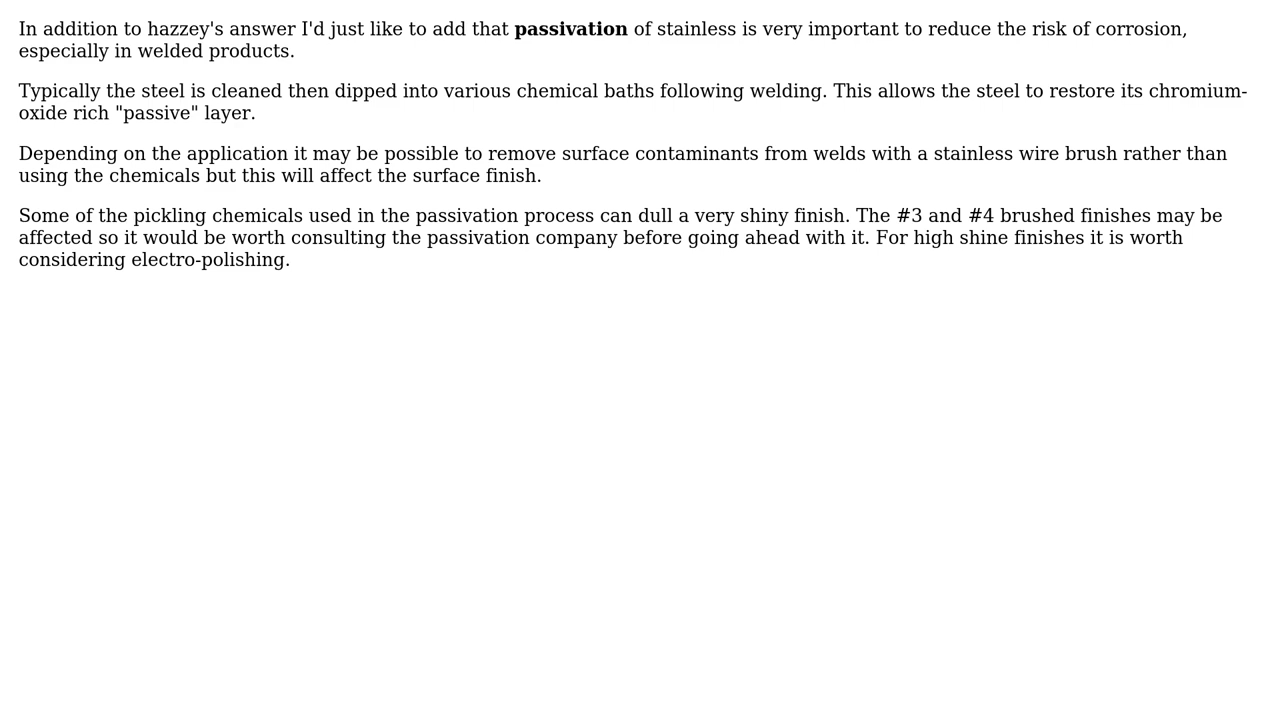 In addition to hazzey's answer I'd just like to add that passivation of stainless is very important to reduce the risk of corrosion,
especially in welded products.
Typically the steel is cleaned then dipped into various chemical baths following welding. This allows the steel to restore its chromium-
oxide rich "passive" layer.
Depending on the application it may be possible to remove surface contaminants from welds with a stainless wire brush rather than
using the chemicals but this will affect the surface finish.
Some of the pickling chemicals used in the passivation process can dull a very shiny finish. The #3 and #4 brushed finishes may be
affected so it would be worth consulting the passivation company before going ahead with it. For high shine finishes it is worth
considering electro-polishing.